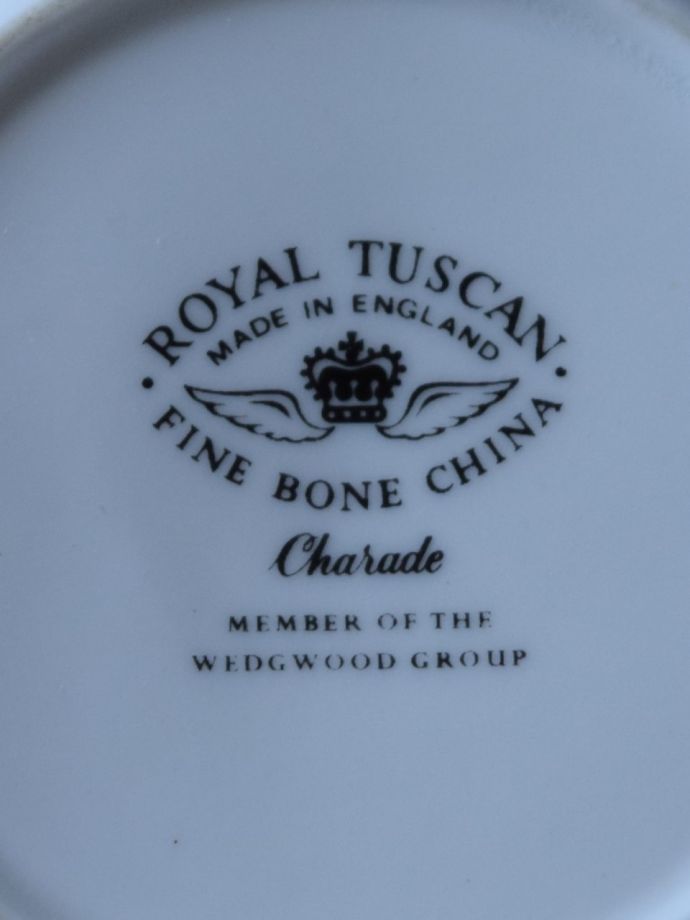 ROYAL TUSCAN
MADE IN ENGLAND
FINE BONE CHINA
Charade
MEMBER OF THE
WEDGWOOD GROUP